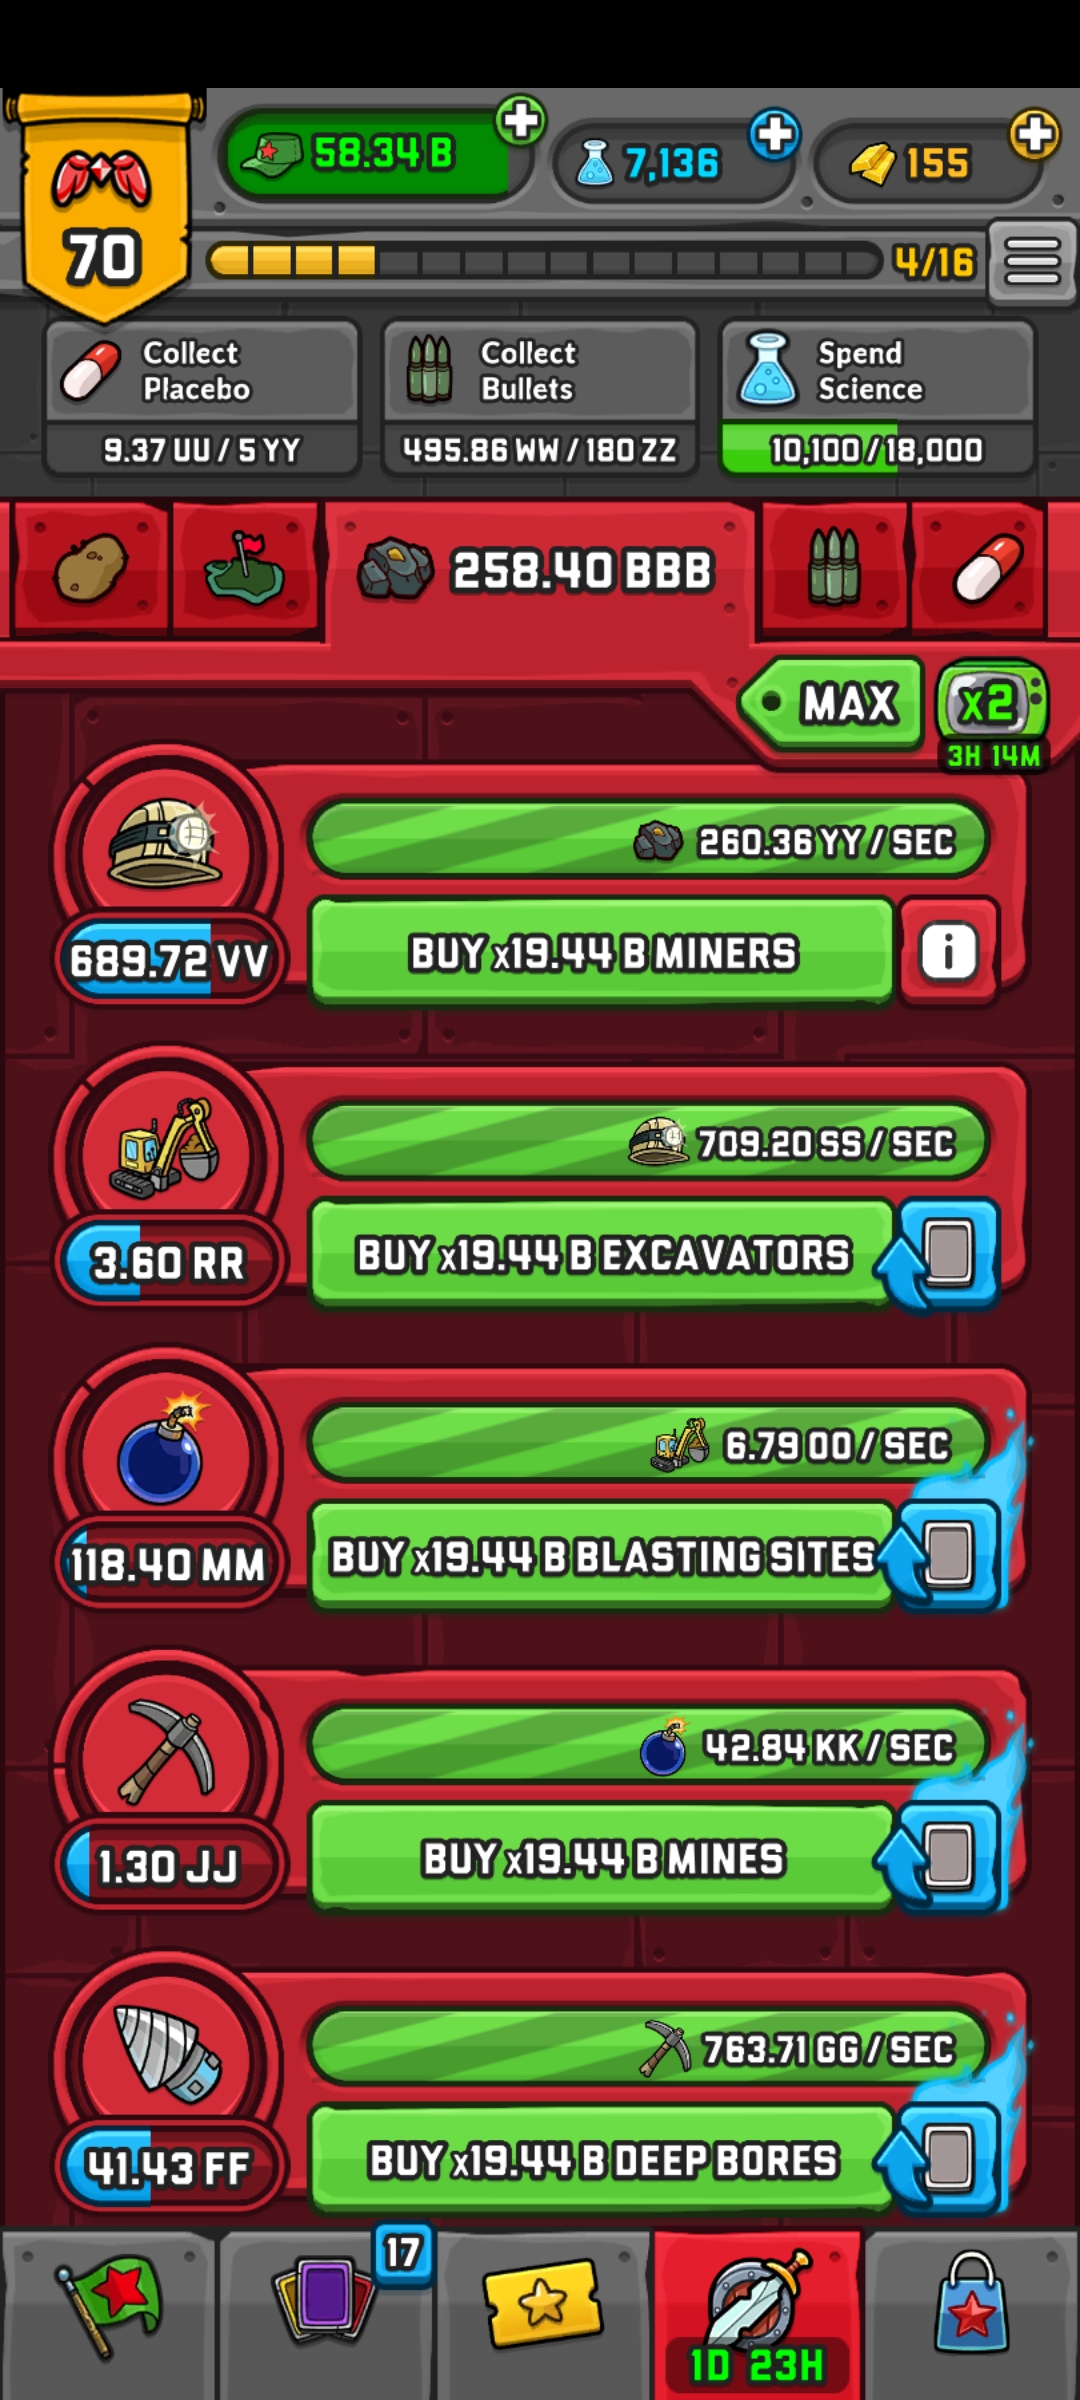 58.34 B
7,136
155
70
4/16
Collect
Placebo
9.37 UU / 5 YY
Collect
Bullets
495.86 WW / 180 ZZ
Spend
Science
10,100 / 18,000
258.40 BBB
MAX
x2
3H 14M
260.36 YY / SEC
689.72 VV
BUY x19.44 B MINERS
i
709.20 SS / SEC
3.60 RR
BUY x19.44 B EXCAVATORS
6.79 OO / SEC
118.40 MM
BUY x19.44 B BLASTING SITES
42.84 KK / SEC
1.30 JJ
BUY x19.44 B MINES
763.71 GG / SEC
41.43 FF
BUY x19.44 B DEEP BORES
17
1D 23H